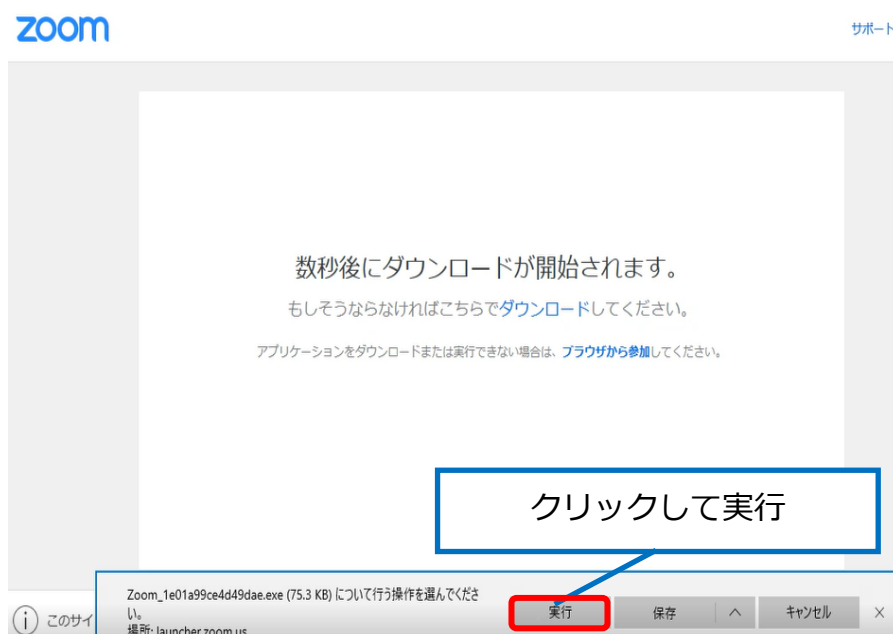 zoom
サポート
数秒後にダウンロードが開始されます。
もしそうならなければこちらでダウンロードしてください。
アプリケーションをダウンロードまたは実行できない場合は、ブラウザから参加してください。
クリックして実行
Zoom_1e01a99ce4d49dae.exe (75.3 KB) について行う操作を選んでくださ
い。
場所: launcher.zoom.us
実行
保存
キャンセル
このサイ